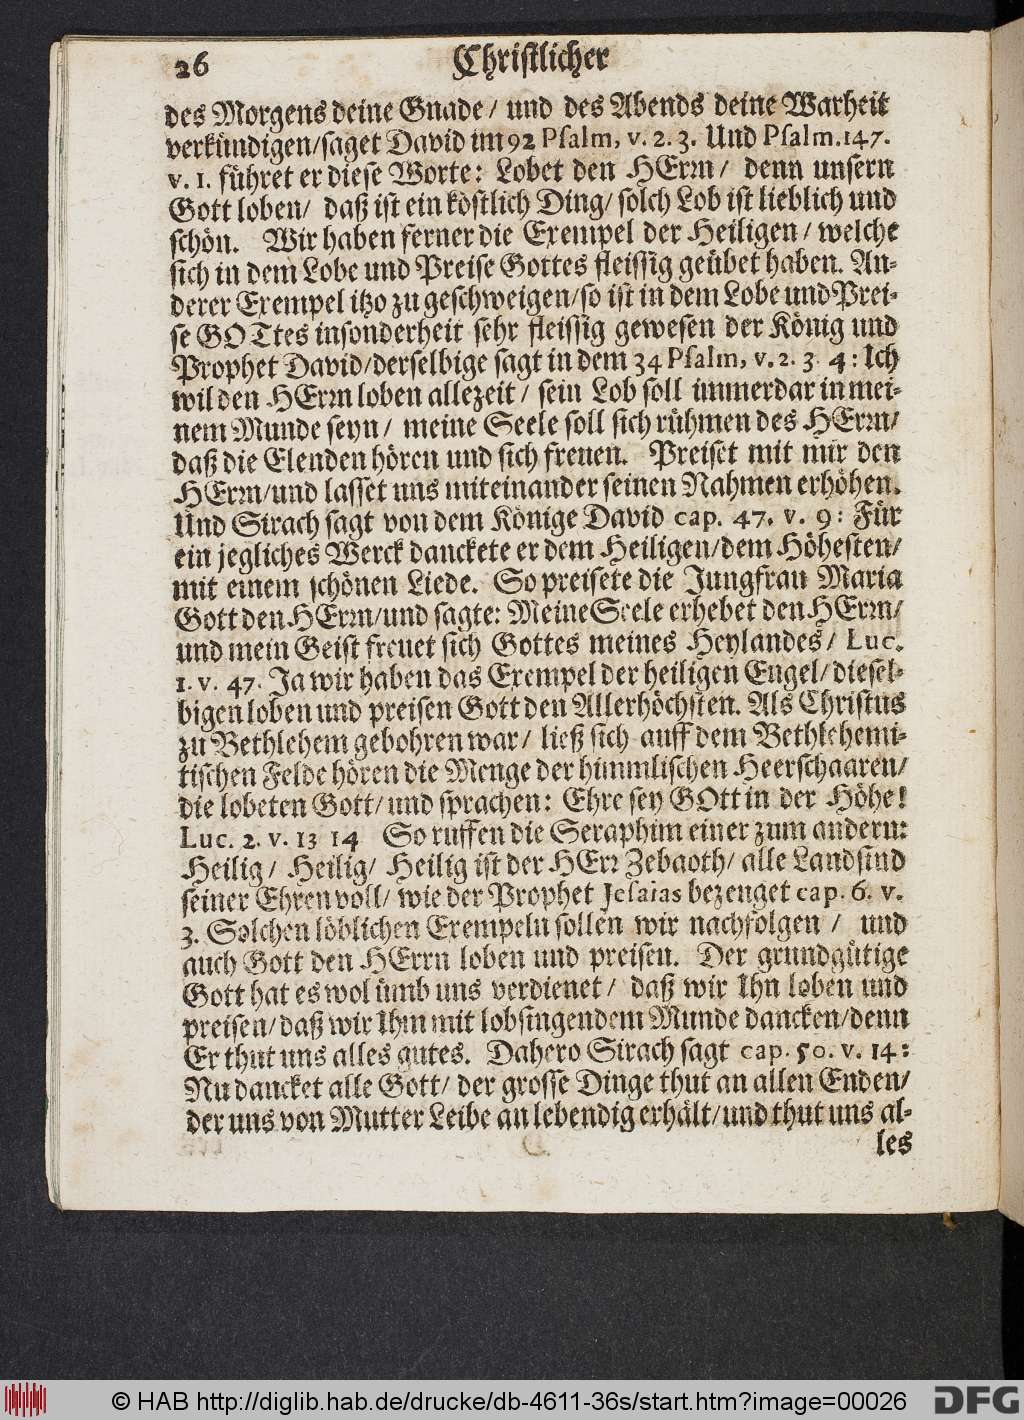 26 Christlicher
des Morgens deine Gnade / und des Abends deine Warheit
verkündigen / saget David im 92 Psalm, v. 2. 3. Und Psalm. 147.
v. 1. führet er diese Worte: Lobet den HErrn / denn unsern
Gott loben / daß ist ein köstlich Ding / solch Lob ist lieblich und
schön. Wir haben ferner die Exempel der Heiligen / welche
sich in dem Lobe und Preise Gottes fleissig geübet haben. An-
derer Exempel itzo zu geschweigen / so ist in dem Lobe und Prei-
se GOTtes insonderheit sehr fleissig gewesen der König und
Prophet David / derselbige sagt in dem 34 Psalm, v. 2. 3. 4: Ich
wil den HErrn loben allezeit / sein Lob soll immerdar in mei-
nem Munde seyn / meine Seele soll sich rühmen des HErrn /
daß die Elenden hören und sich freuen. Preiset mit mir den
HErrn / und lasset uns miteinander seinen Nahmen erhöhen.
Und Sirach sagt von dem Könige David cap. 47. v. 9: Für
ein jegliches Werck danckete er dem Heiligen / dem Höhesten /
mit einem schönen Liede. So preisete die Jungfrau Maria
Gott den HErrn / und sagte: Meine Seele erhebet den HErrn /
und mein Geist freuet sich Gottes meines Heylandes / Luc.
1. v. 47. Ja wir haben das Exempel der heiligen Engel / diesel-
bigen loben und preisen Gott den Allerhöchsten. Als Christus
zu Bethlehem gebohren war / ließ sich auff dem Bethlehemi-
tischen Felde hören die Menge der himmlischen Heerschaaren /
die lobeten Gott / und sprachen: Ehre sey GOtt in der Höhe!
Luc. 2. v. 13 14 So ruffen die Seraphim einer zum andern:
Heilig / Heilig / Heilig ist der HErr Zebaoth / alle Land sind
seiner Ehren voll / wie der Prophet Jesaias bezeuget cap. 6. v.
3. Solchen löblichen Exempeln sollen wir nachfolgen / und
auch Gott den HErrn loben und preisen. Der grundgütige
Gott hat es wol ümb uns verdienet / daß wir Ihn loben und
preisen / daß wir Ihm mit lobsingendem Munde dancken / denn
Er thut uns alles gutes. Dahero Sirach sagt cap. 50. v. 14:
Nu dancket alle Gott / der grosse Dinge thut an allen Enden /
der uns von Mutter Leibe an lebendig erhält / und thut uns al-
les
© HAB http://diglib.hab.de/drucke/db-4611-36s/start.htm?image=00026 DFG